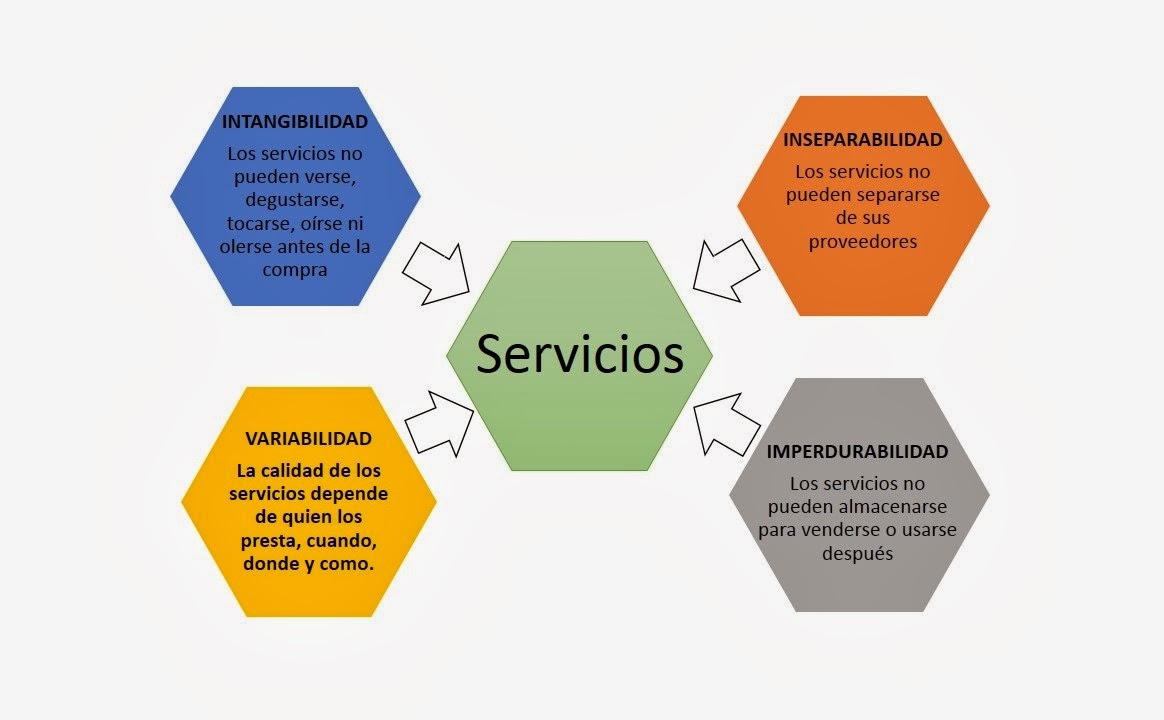 INTANGIBILIDAD
Los servicios no
pueden verse,
degustarse,
tocarse, oírse ni
olerse antes de la
compra
INSEPARABILIDAD
Los servicios no
pueden separarse
de sus
proveedores
Servicios
VARIABILIDAD
La calidad de los
servicios depende
de quien los
presta, cuando,
donde y como.
IMPERDURABILIDAD
Los servicios no
pueden almacenarse
para venderse o usarse
después